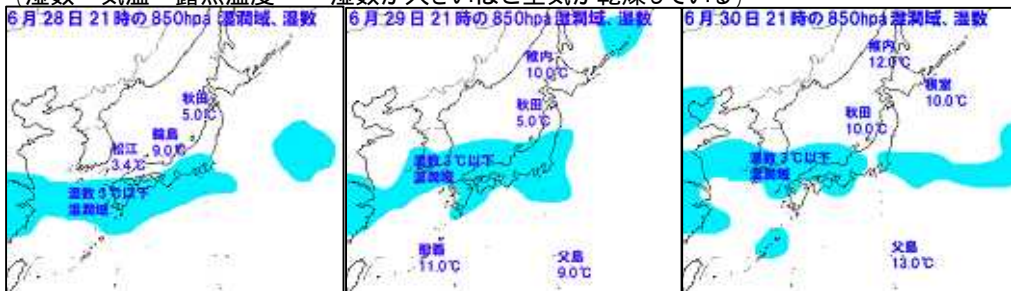 (湿数 気温 露点温度 湿数が大きいほど空気が乾燥している)
6月28日21時の850hpa 湿潤域、湿数
秋田
5.0℃
輪島
9.0℃
松江
3.4℃
湿数3℃以下
湿潤域
6月29日21時の850hpa 湿潤域、湿数
稚内
10.0℃
秋田
5.0℃
湿数3℃以下
湿潤域
那覇
11.0℃
父島
9.0℃
6月30日21時の850hpa 湿潤域、湿数
稚内
12.0℃
根室
10.0℃
秋田
10.0℃
湿数3℃以下
湿潤域
父島
13.0℃